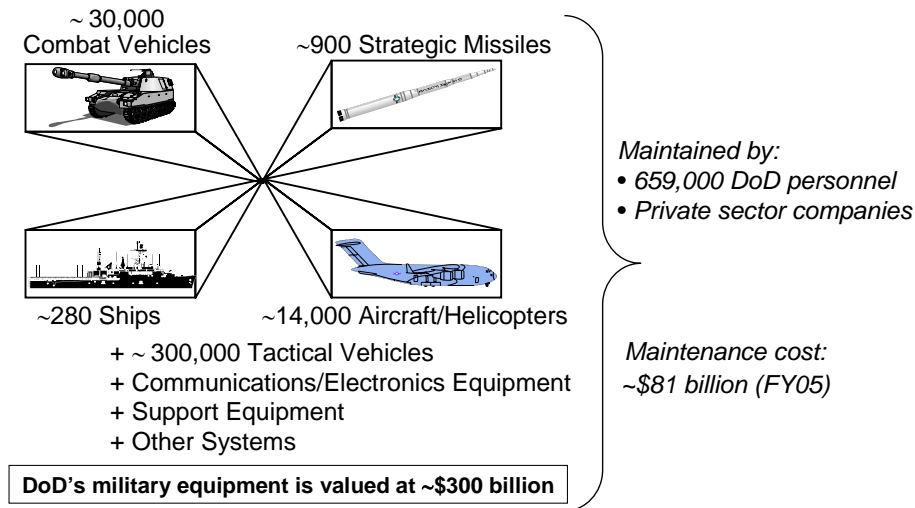 ~ 30,000
Combat Vehicles
~900 Strategic Missiles
~280 Ships
~14,000 Aircraft/Helicopters
+ ~ 300,000 Tactical Vehicles
+ Communications/Electronics Equipment
+ Support Equipment
+ Other Systems
DoD's military equipment is valued at ~$300 billion
Maintained by:
• 659,000 DoD personnel
• Private sector companies
Maintenance cost:
~$81 billion (FY05)